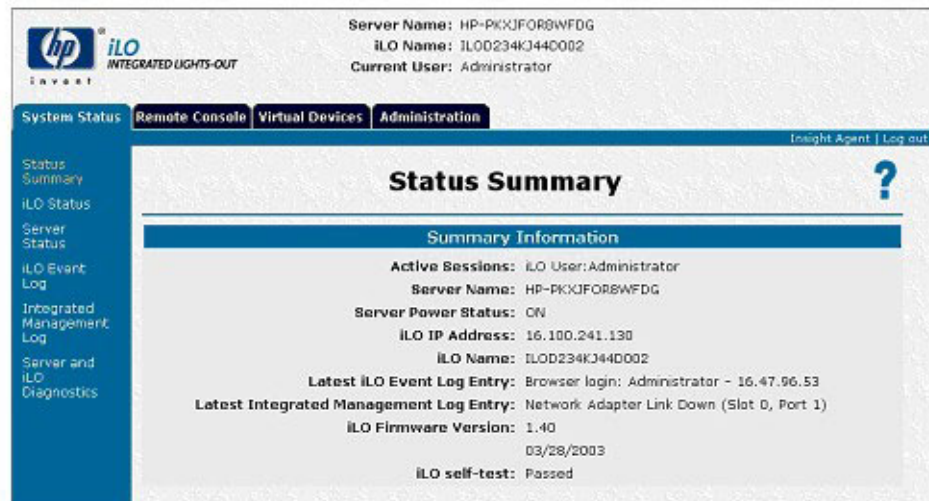 Server Name: HP-PKXJFOR8WFDG
iLO Name: ILOD234KJ44D002
Current User: Administrator
hp
invent
iLO
INTEGRATED LIGHTS-OUT
System Status Remote Console Virtual Devices Administration
Insight Agent | Log out
Status
Summary
iLO Status
Server
Status
iLO Event
Log
Integrated
Management
Log
Server and
iLO
Diagnostics
Status Summary
?
Summary Information
Active Sessions: iLO User:Administrator
Server Name: HP-PKXJFOR8WFDG
Server Power Status: ON
iLO IP Address: 16.100.241.130
iLO Name: ILOD234KJ44D002
Latest iLO Event Log Entry: Browser login: Administrator - 16.47.96.53
Latest Integrated Management Log Entry: Network Adapter Link Down (Slot 0, Port 1)
iLO Firmware Version: 1.40
03/28/2003
iLO self-test: Passed